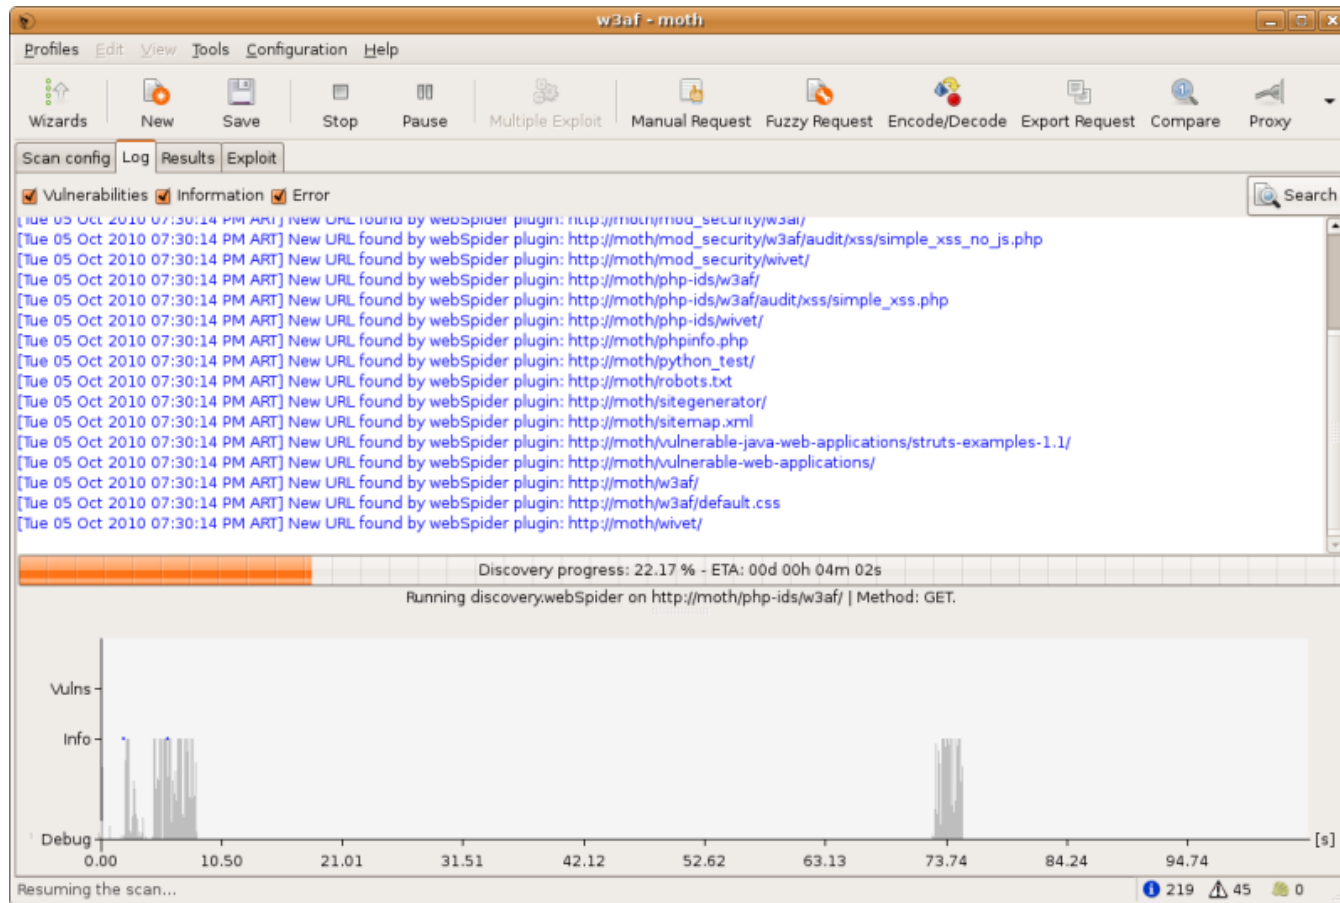 w3af - moth
Profiles Edit View Tools Configuration Help
Wizards New Save Stop Pause Multiple Exploit Manual Request Fuzzy Request Encode/Decode Export Request Compare Proxy
Scan config Log Results Exploit
Vulnerabilities Information Error Search
[Tue 05 Oct 2010 07:30:14 PM ART] New URL found by webSpider plugin: http://moth/mod_security/w3af/
[Tue 05 Oct 2010 07:30:14 PM ART] New URL found by webSpider plugin: http://moth/mod_security/w3af/audit/xss/simple_xss_no_js.php
[Tue 05 Oct 2010 07:30:14 PM ART] New URL found by webSpider plugin: http://moth/mod_security/wivet/
[Tue 05 Oct 2010 07:30:14 PM ART] New URL found by webSpider plugin: http://moth/php-ids/w3af/
[Tue 05 Oct 2010 07:30:14 PM ART] New URL found by webSpider plugin: http://moth/php-ids/w3af/audit/xss/simple_xss.php
[Tue 05 Oct 2010 07:30:14 PM ART] New URL found by webSpider plugin: http://moth/php-ids/wivet/
[Tue 05 Oct 2010 07:30:14 PM ART] New URL found by webSpider plugin: http://moth/phpinfo.php
[Tue 05 Oct 2010 07:30:14 PM ART] New URL found by webSpider plugin: http://moth/python_test/
[Tue 05 Oct 2010 07:30:14 PM ART] New URL found by webSpider plugin: http://moth/robots.txt
[Tue 05 Oct 2010 07:30:14 PM ART] New URL found by webSpider plugin: http://moth/sitegenerator/
[Tue 05 Oct 2010 07:30:14 PM ART] New URL found by webSpider plugin: http://moth/sitemap.xml
[Tue 05 Oct 2010 07:30:14 PM ART] New URL found by webSpider plugin: http://moth/vulnerable-java-web-applications/struts-examples-1.1/
[Tue 05 Oct 2010 07:30:14 PM ART] New URL found by webSpider plugin: http://moth/vulnerable-web-applications/
[Tue 05 Oct 2010 07:30:14 PM ART] New URL found by webSpider plugin: http://moth/w3af/
[Tue 05 Oct 2010 07:30:14 PM ART] New URL found by webSpider plugin: http://moth/w3af/default.css
[Tue 05 Oct 2010 07:30:14 PM ART] New URL found by webSpider plugin: http://moth/wivet/
Discovery progress: 22.17 % - ETA: 00d 00h 04m 02s
Running discovery.webSpider on http://moth/php-ids/w3af/ | Method: GET.
Vulns
Info
Debug
[s]
0.00 10.50 21.01 31.51 42.12 52.62 63.13 73.74 84.24 94.74
Resuming the scan... 219 45 0